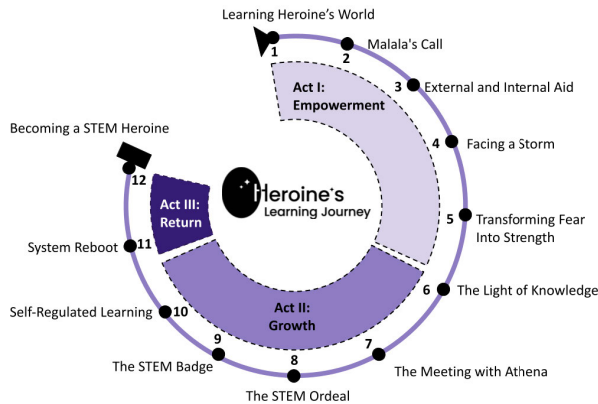 Learning Heroine's World
1
2
Malala's Call
3
External and Internal Aid
4
Facing a Storm
5
Transforming Fear
Into Strength
6
The Light of Knowledge
7
The Meeting with Athena
8
The STEM Ordeal
9
The STEM Badge
10
Self-Regulated Learning
11
System Reboot
12
Becoming a STEM Heroine
Act I:
Empowerment
Act II:
Growth
Act III:
Return
Heroine's
Learning Journey